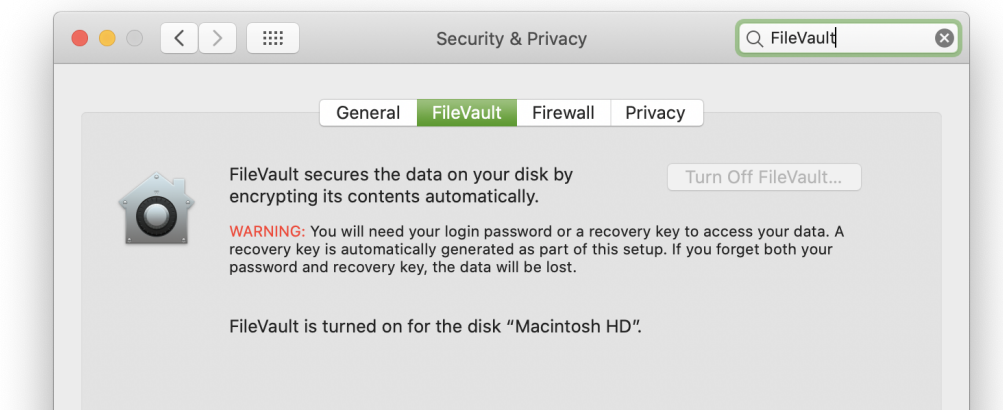 Security & Privacy
FileVault
General
FileVault
Firewall
Privacy
FileVault secures the data on your disk by
encrypting its contents automatically.
Turn Off FileVault...
WARNING: You will need your login password or a recovery key to access your data. A
recovery key is automatically generated as part of this setup. If you forget both your
password and recovery key, the data will be lost.
FileVault is turned on for the disk “Macintosh HD”.